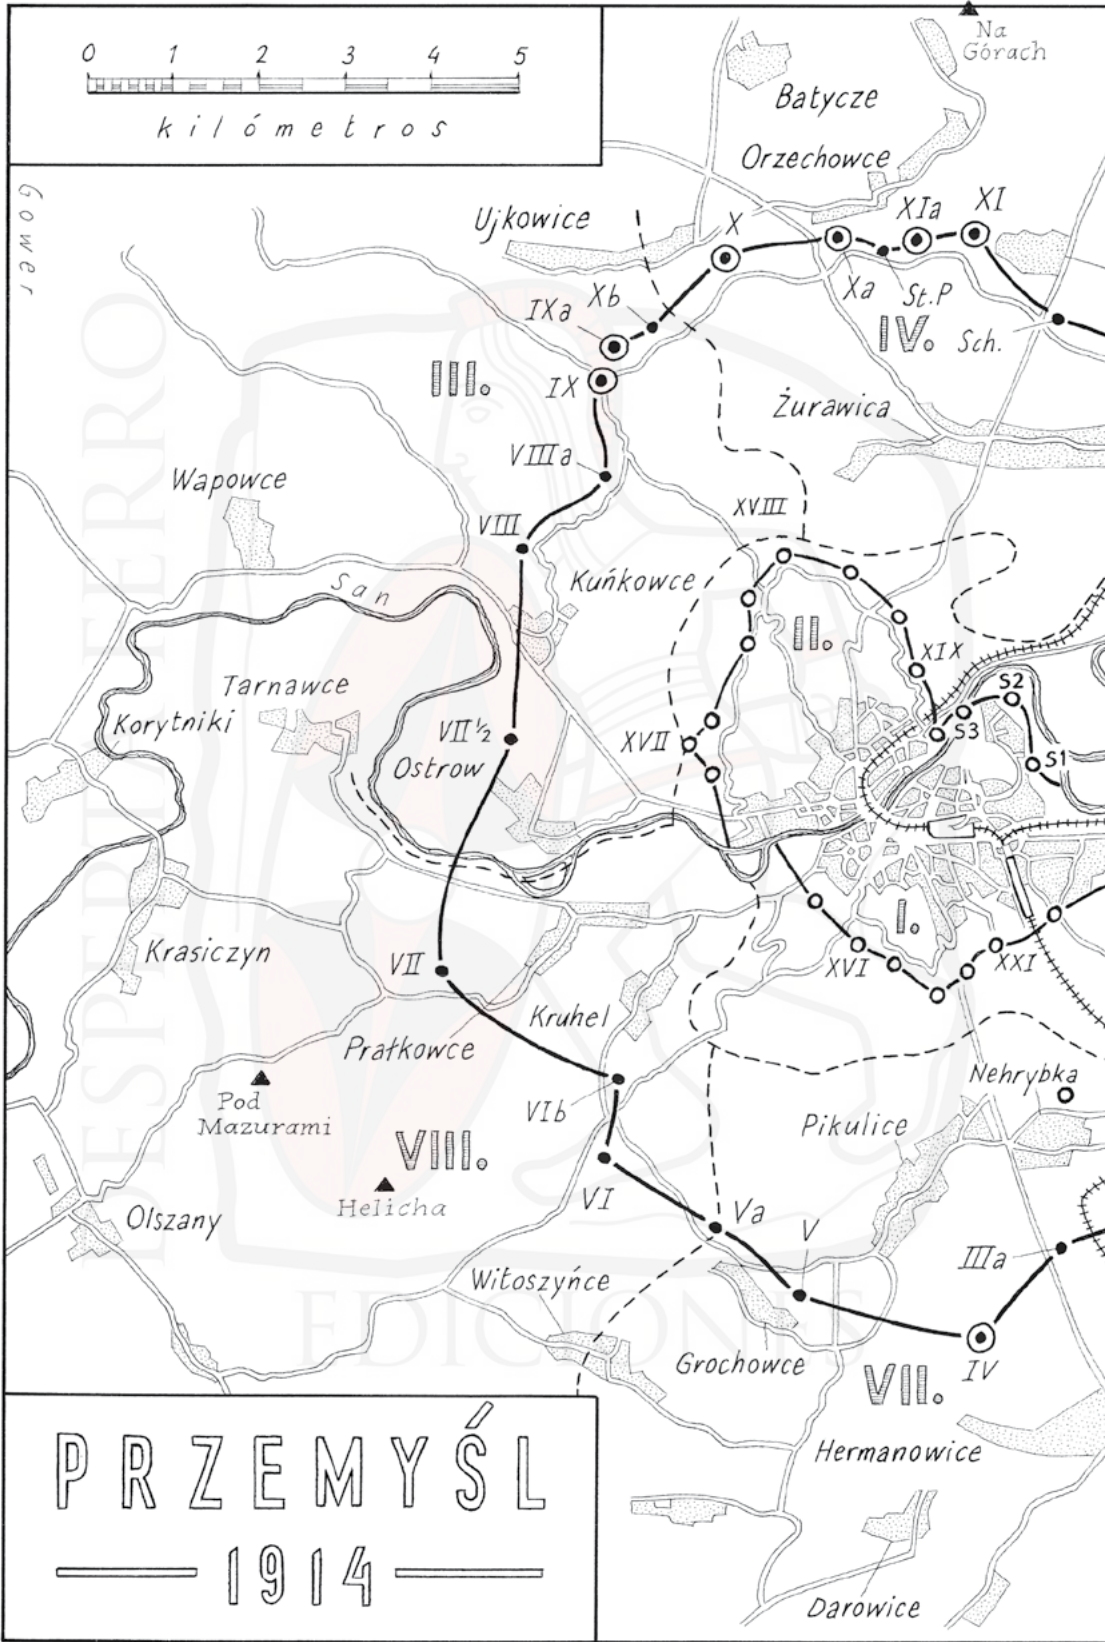 0 1 2 3 4 5
kilómetros
Na
Górach
Batycze
Orzechowce
Gower
Ujkowice
X
XIa
XI
IXa
Xb
Xa
St.P
IV.
Sch.
III.
IX
Żurawica
VIIIa
Wapowce
XVIII
VIII
San
Kuńkowce
II.
XIX
Tarnawce
S2
Korytniki
VII½
XVII
S3
Ostrow
S1
I.
Krasiczyn
VII
XVI
XXI
Kruhel
Prałkowce
Nehrybka
Pod
Mazurami
VIb
Pikulice
VIII.
Helicha
VI
Va
V
Olszany
IIIa
Witoszyńce
Grochowce
IV
VII.
Hermanowice
Darowice
PRZEMYŚL
1914
DESPERTA FERRO
EDICIONES